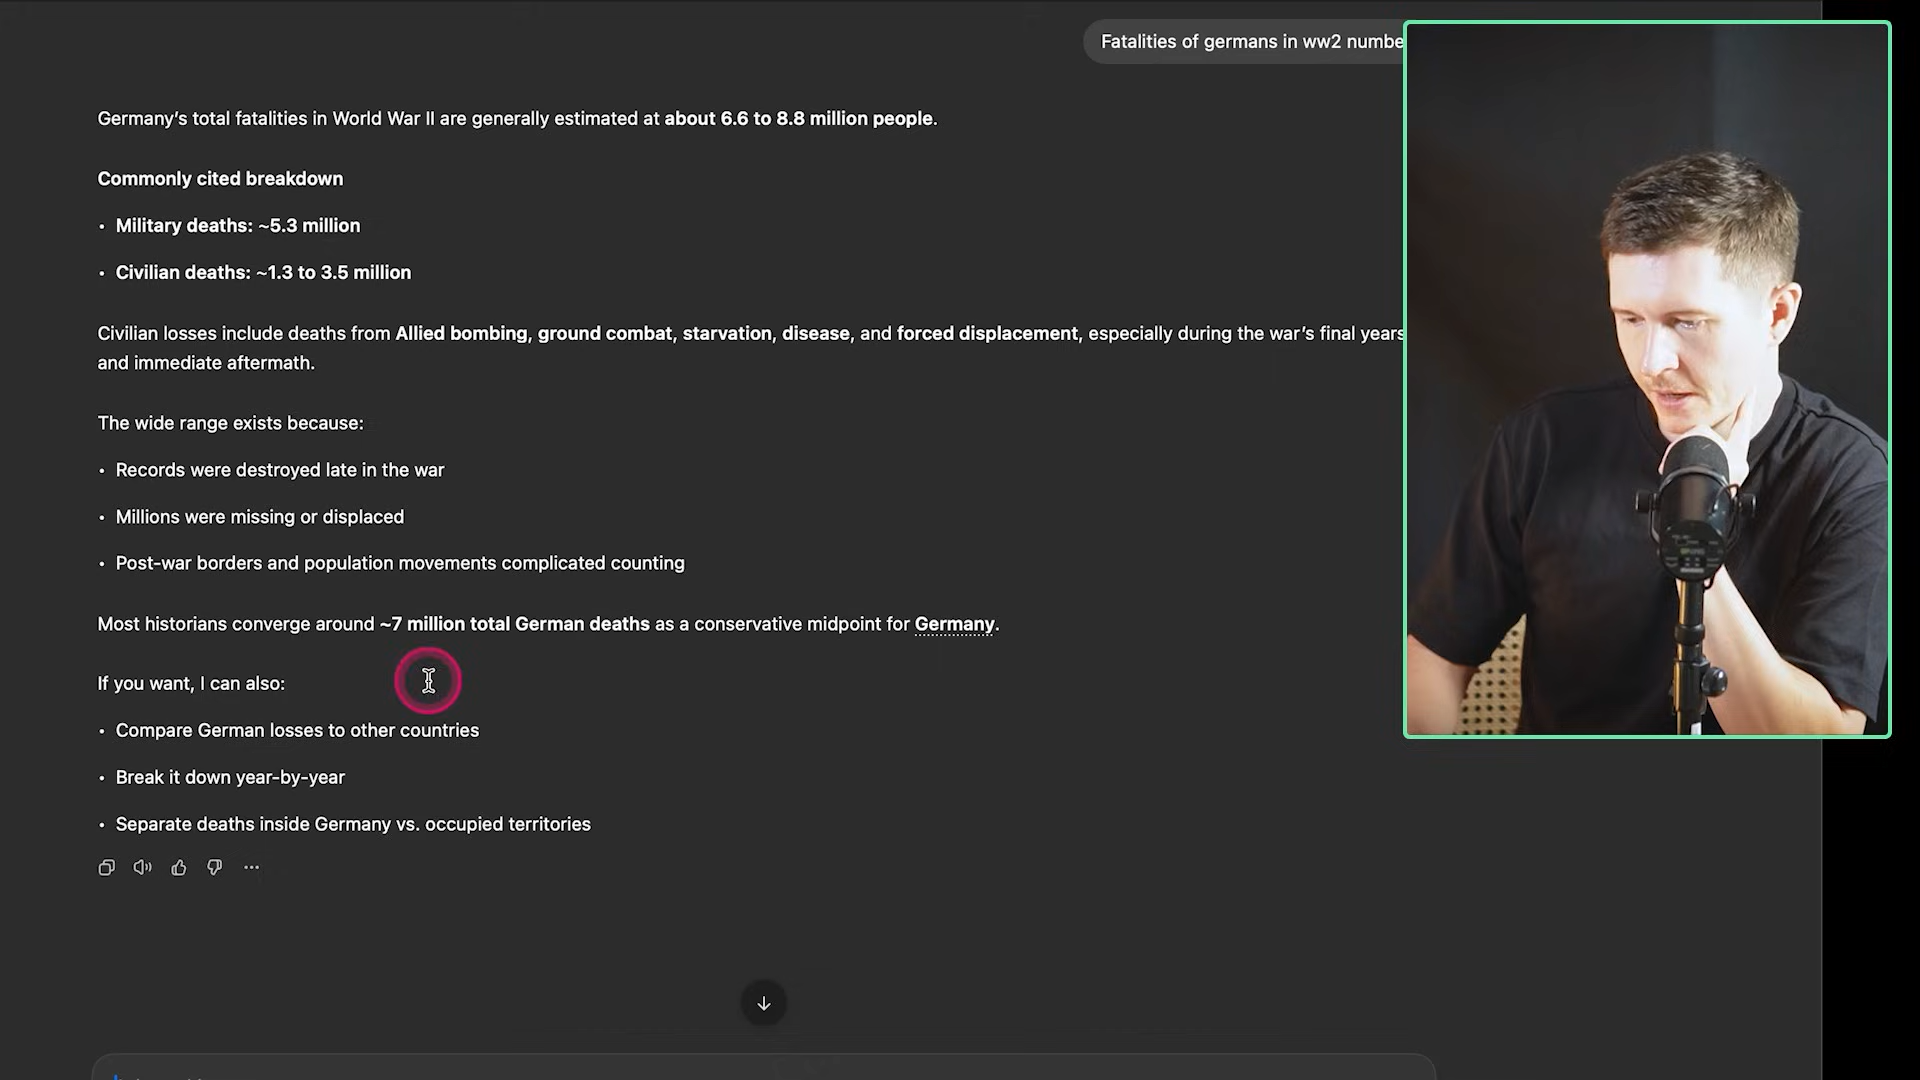 Fatalities of germans in ww2
Germany's total fatalities in World War II are generally estimated at about 6.6 to 8.8 million people.
Commonly cited breakdown
• Military deaths: ~5.3 million
• Civilian deaths: ~1.3 to 3.5 million
Civilian losses include deaths from Allied bombing, ground combat, starvation, disease, and forced displacement, especially during the war's final years
and immediate aftermath.
The wide range exists because:
• Records were destroyed late in the war
• Millions were missing or displaced
• Post-war borders and population movements complicated counting
Most historians converge around ~7 million total German deaths as a conservative midpoint for Germany.
If you want, I can also:
• Compare German losses to other countries
• Break it down year-by-year
• Separate deaths inside Germany vs. occupied territories